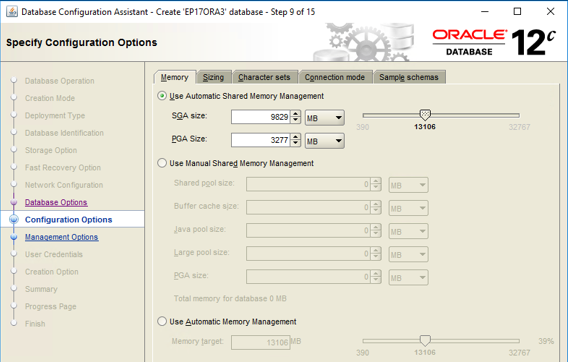 Database Configuration Assistant - Create 'EP17ORA3' database - Step 9 of 15
Specify Configuration Options
ORACLE
DATABASE
12c
Database Operation
Creation Mode
Deployment Type
Database Identification
Storage Option
Fast Recovery Option
Network Configuration
Database Options
Configuration Options
Management Options
User Credentials
Creation Option
Summary
Progress Page
Finish
Memory Sizing Character sets Connection mode Sample schemas
Use Automatic Shared Memory Management
SGA size: 9829 MB
PGA Size: 3277 MB
390 13106 32767
Use Manual Shared Memory Management
Shared pool size: 0 MB
Buffer cache size: 0 MB
Java pool size: 0 MB
Large pool size: 0 MB
PGA size: 0 MB
Total memory for database 0 MB
Use Automatic Memory Management
Memory target: 13106 MB 39%
390 13106 32767